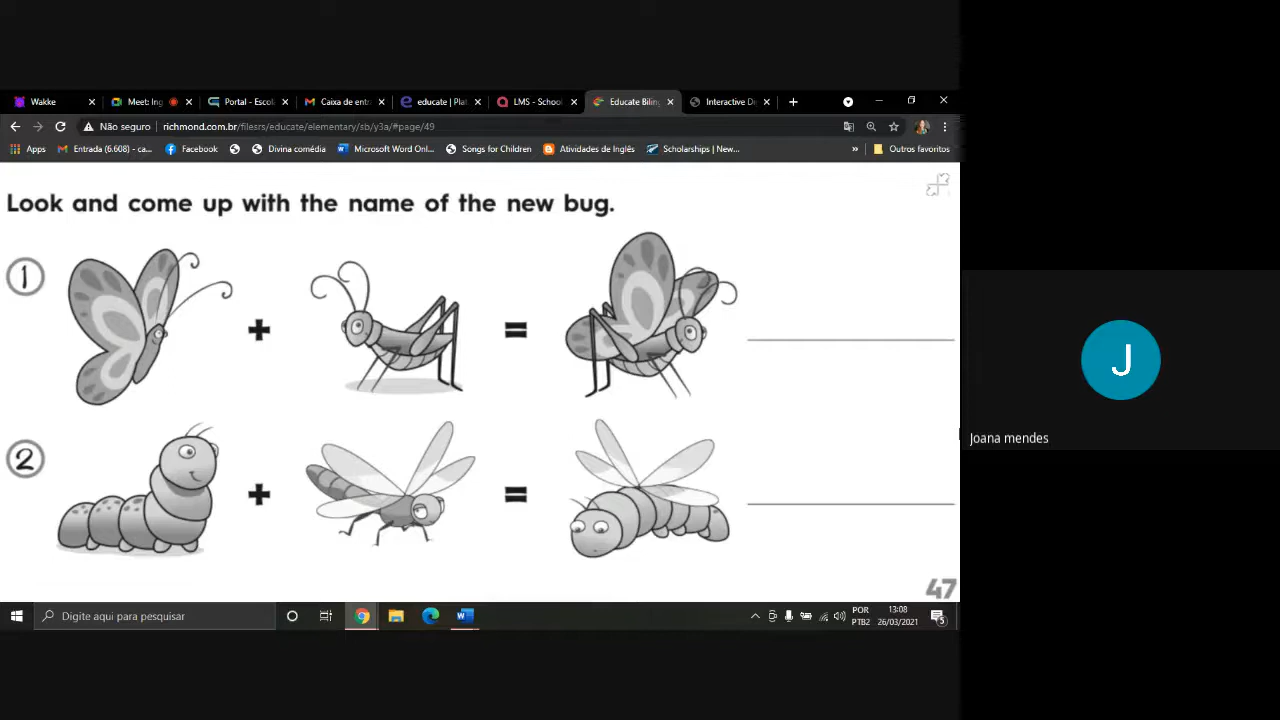 Wakke
Meet: Ing
Portal - Escol
Caixa de entr
educate | Plat
LMS - School
Educate Biling
Interactive De
Não seguro
richmond.com.br/filesrs/educate/elementary/sb/y3a/#page/49
Apps
Entrada (6.608) - ca...
Facebook
Divina comédia
Microsoft Word Onl...
Songs for Children
Atividades de Inglês
Scholarships | New...
»
Outros favoritos
Look and come up with the name of the new bug.
1
+
=
2
+
=
47
J
Joana mendes
Digite aqui para pesquisar
POR
PTB2
13:08
26/03/2021
5